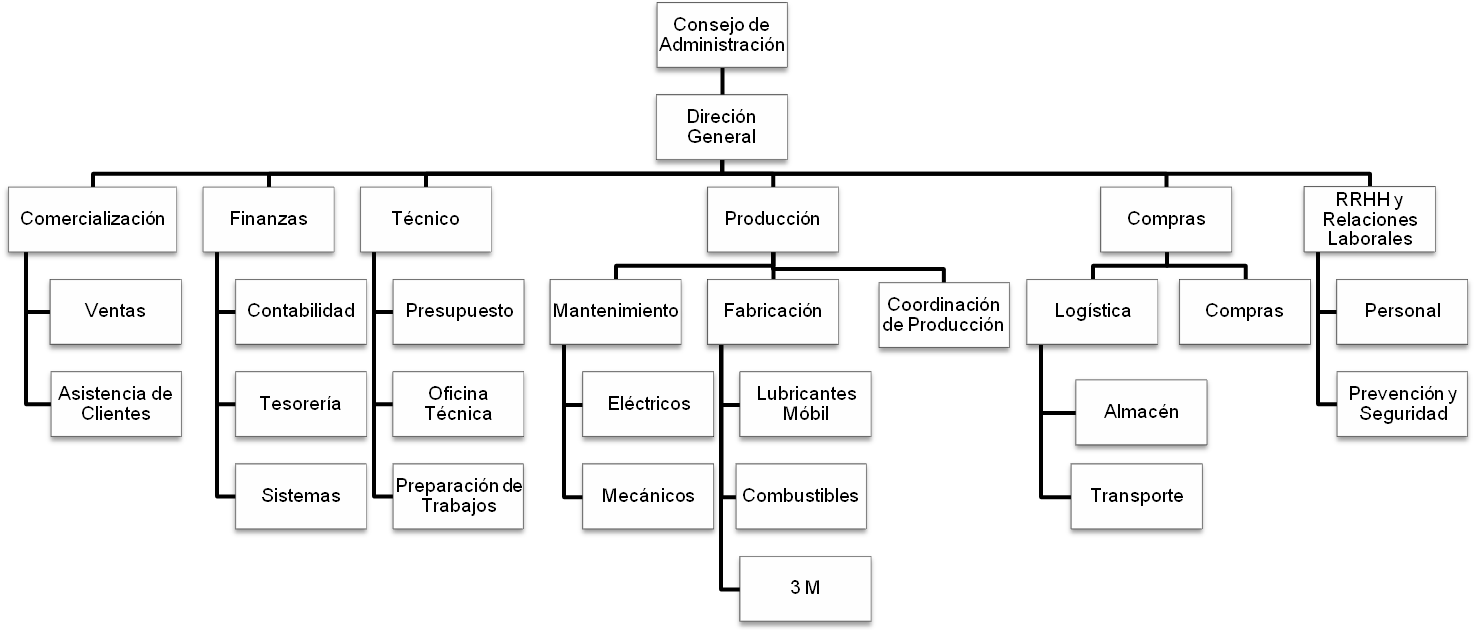 Consejo de
Administración
Direción
General
Comercialización
Finanzas
Técnico
Producción
Compras
RRHH y
Relaciones
Laborales
Ventas
Contabilidad
Presupuesto
Mantenimiento
Fabricación
Coordinación
de Producción
Logística
Compras
Personal
Asistencia de
Clientes
Tesorería
Oficina
Técnica
Eléctricos
Lubricantes
Móbil
Almacén
Prevención y
Seguridad
Sistemas
Preparación de
Trabajos
Mecánicos
Combustibles
Transporte
3 M